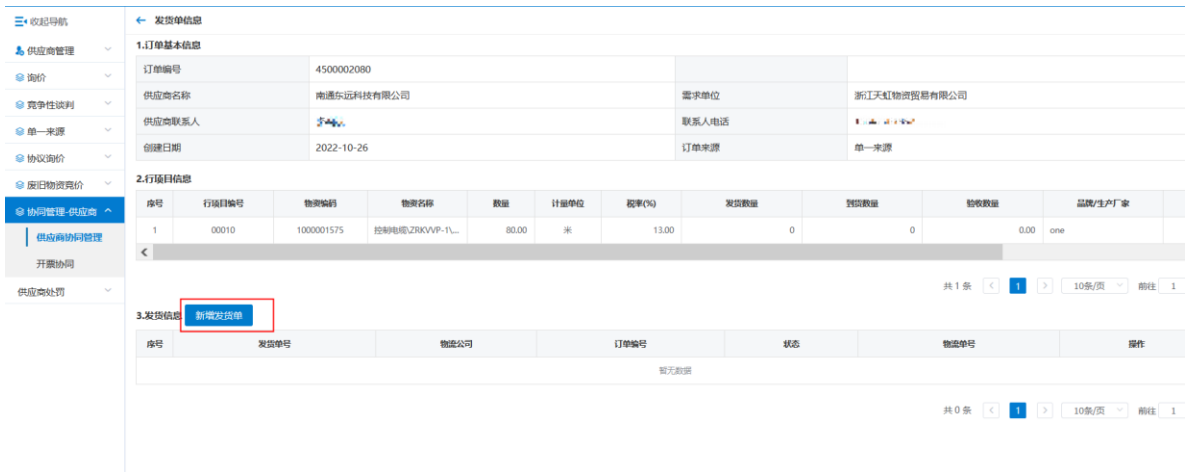 收起导航
供应商管理
询价
竞争性谈判
单一来源
协议询价
废旧物资竞价
协同管理-供应商
供应商协同管理
开票协同
供应商处罚
发货单信息
1.订单基本信息
订单编号 4500002080
供应商名称 南通东远科技有限公司 需求单位 浙江天虹物资贸易有限公司
供应商联系人 联系人电话
创建日期 2022-10-26 订单来源 单一来源
2.行项目信息
序号 行项目编号 物资编码 物资名称 数量 计量单位 税率(%) 发货数量 到货数量 验收数量 品牌/生产厂家
1 00010 1000001575 控制电缆\ZRKVVP-1\... 80.00 米 13.00 0 0 0.00 one
共 1 条 < 1 > 10条/页 前往 1
3.发货信息 新增发货单
序号 发货单号 物流公司 订单编号 状态 物流单号 操作
暂无数据
共 0 条 < 1 > 10条/页 前往 1